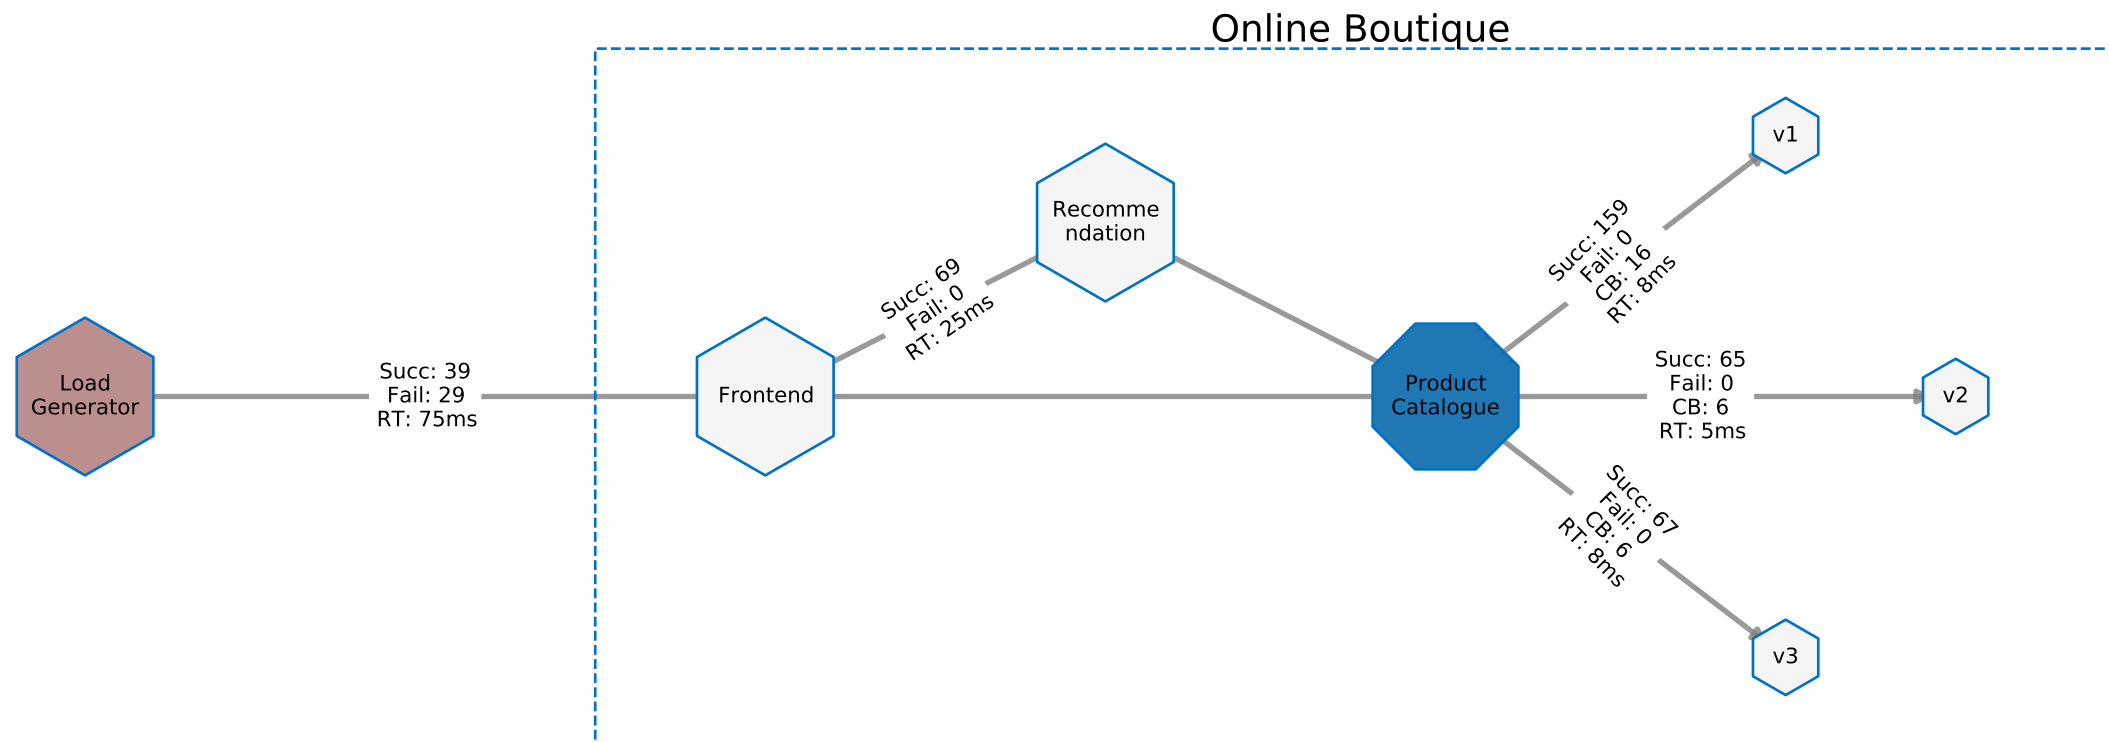 Online Boutique
Load
Generator
Succ: 39
Fail: 29
RT: 75ms
Frontend
Succ: 69
Fail: 0
RT: 25ms
Recomme
ndation
Product
Catalogue
Succ: 159
Fail: 0
CB: 16
RT: 8ms
v1
Succ: 65
Fail: 0
CB: 6
RT: 5ms
v2
Succ: 67
Fail: 0
CB: 6
RT: 8ms
v3